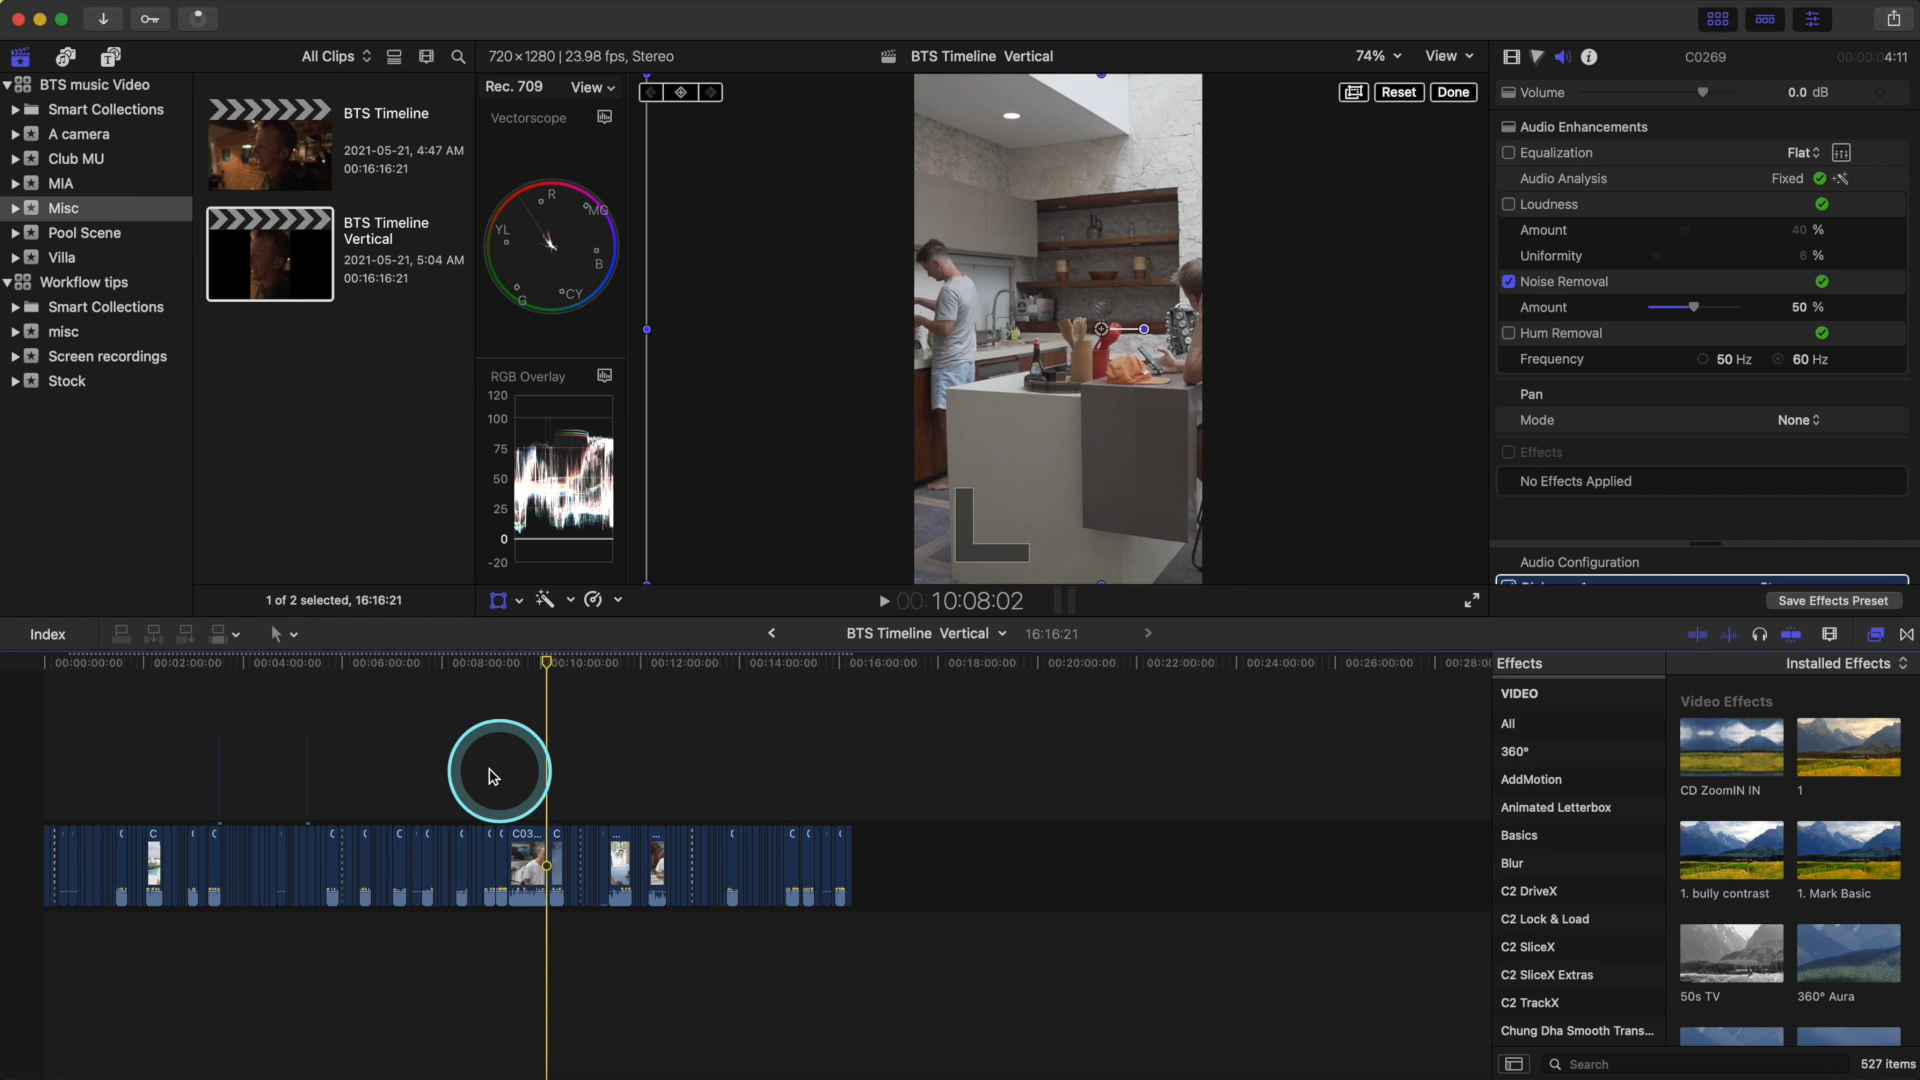 All Clips
720×1280 | 23.98 fps, Stereo
BTS Timeline Vertical
74%
View
C0269
00:00:04:11
BTS music Video
Smart Collections
A camera
Club MU
MIA
Misc
Pool Scene
Villa
Workflow tips
Smart Collections
misc
Screen recordings
Stock
BTS Timeline
2021-05-21, 4:47 AM
00:16:16:21
BTS Timeline
Vertical
2021-05-21, 5:04 AM
00:16:16:21
1 of 2 selected, 16:16:21
Rec. 709
View
Vectorscope
R
MG
YL
B
G
CY
RGB Overlay
120
100
75
50
25
0
-20
Reset
Done
L
00:10:08:02
Volume
0.0 dB
Audio Enhancements
Equalization
Flat
Audio Analysis
Fixed
Loudness
Amount
40 %
Uniformity
6 %
Noise Removal
Amount
50 %
Hum Removal
Frequency
50 Hz
60 Hz
Pan
Mode
None
Effects
No Effects Applied
Audio Configuration
Save Effects Preset
Index
BTS Timeline Vertical
16:16:21
00:00:00:00
00:02:00:00
00:04:00:00
00:06:00:00
00:08:00:00
00:10:00:00
00:12:00:00
00:14:00:00
00:16:00:00
00:18:00:00
00:20:00:00
00:22:00:00
00:24:00:00
00:26:00:00
00:28:00
C
C03...
C
...
...
Effects
Installed Effects
VIDEO
All
360°
AddMotion
Animated Letterbox
Basics
Blur
C2 DriveX
C2 Lock & Load
C2 SliceX
C2 SliceX Extras
C2 TrackX
Chung Dha Smooth Trans...
Video Effects
CD ZoomIN IN
1
1. bully contrast
1. Mark Basic
50s TV
360° Aura
Search
527 items